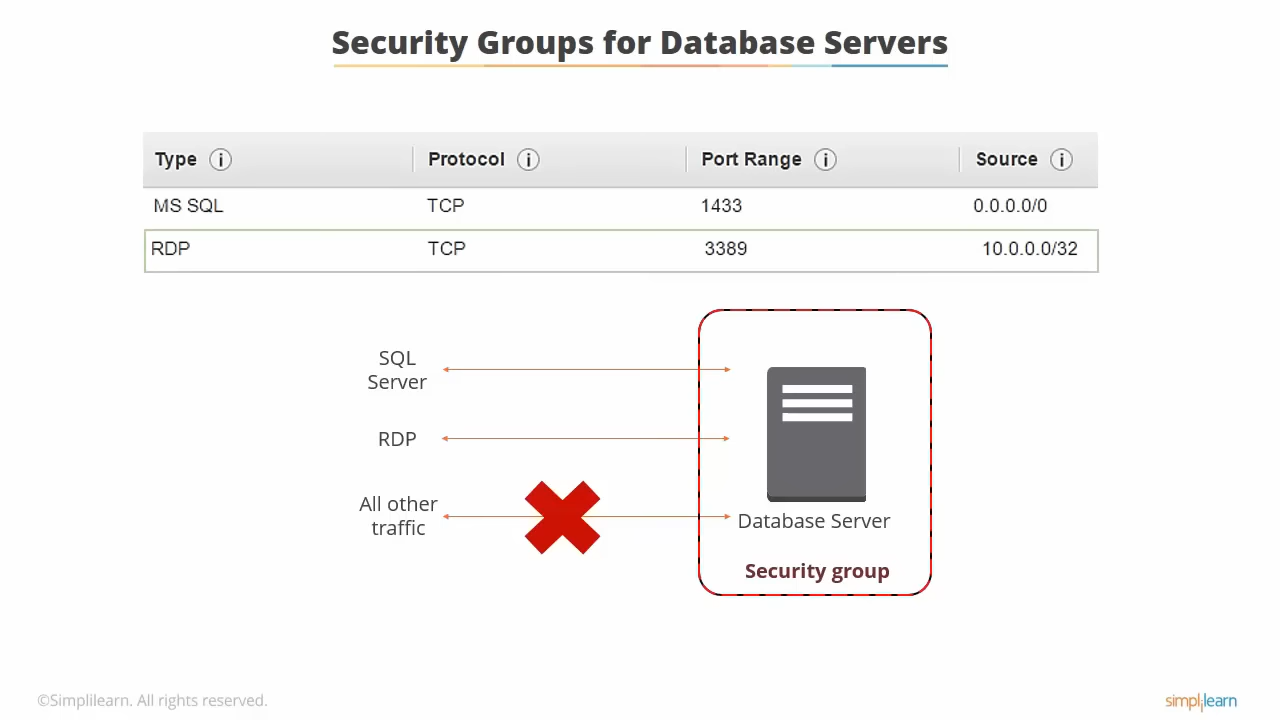 Security Groups for Database Servers
Type i Protocol i Port Range i Source i
MS SQL TCP 1433 0.0.0.0/0
RDP TCP 3389 10.0.0.0/32
SQL
Server
RDP
All other
traffic
Database Server
Security group
©Simplilearn. All rights reserved.
simplilearn